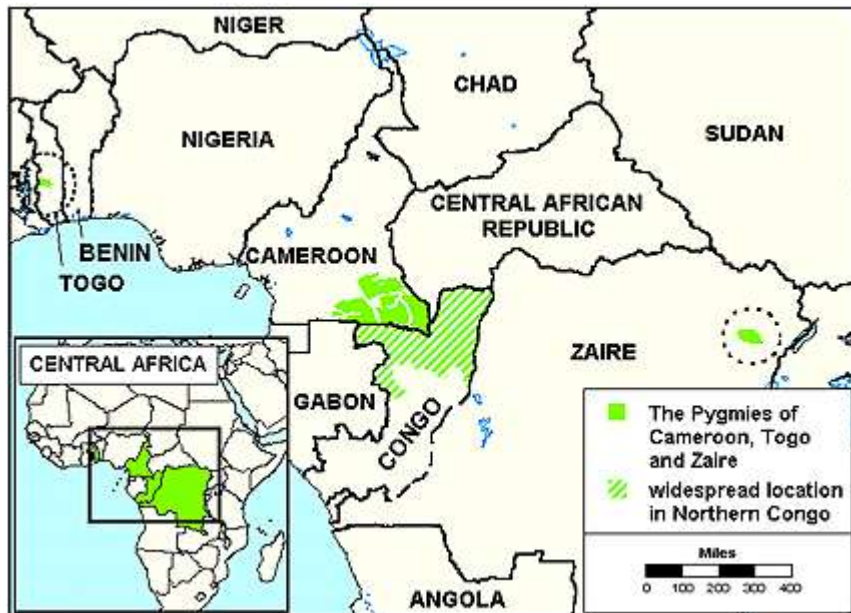 NIGER
CHAD
NIGERIA
SUDAN
CENTRAL AFRICAN
REPUBLIC
BENIN
CAMEROON
TOGO
ZAIRE
CENTRAL AFRICA
GABON
CONGO
The Pygmies of
Cameroon, Togo
and Zaire
widespread location
in Northern Congo
Miles
0 100 200 300 400
ANGOLA